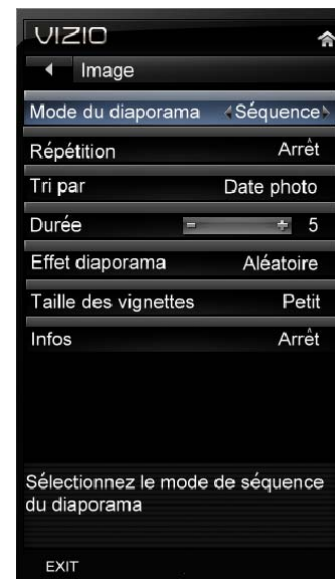 VIZIO
Image
Mode du diaporama Séquence
Répétition Arrêt
Tri par Date photo
Durée - + 5
Effet diaporama Aléatoire
Taille des vignettes Petit
Infos Arrêt
Sélectionnez le mode de séquence
du diaporama
EXIT